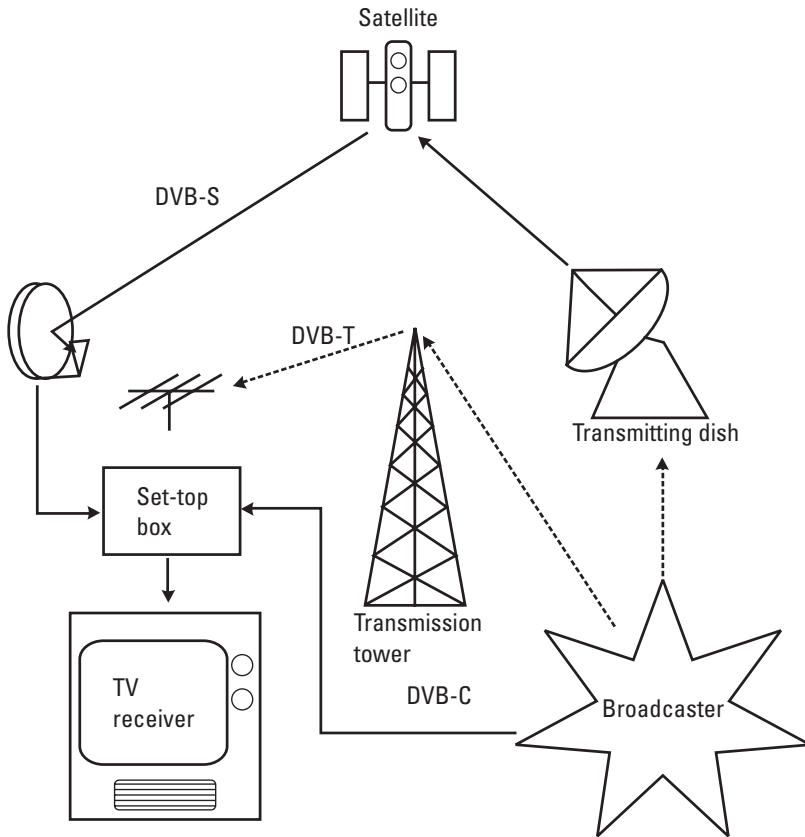 Satellite
DVB-S
DVB-T
Transmitting dish
Set-top
box
Transmission
tower
TV
receiver
DVB-C
Broadcaster